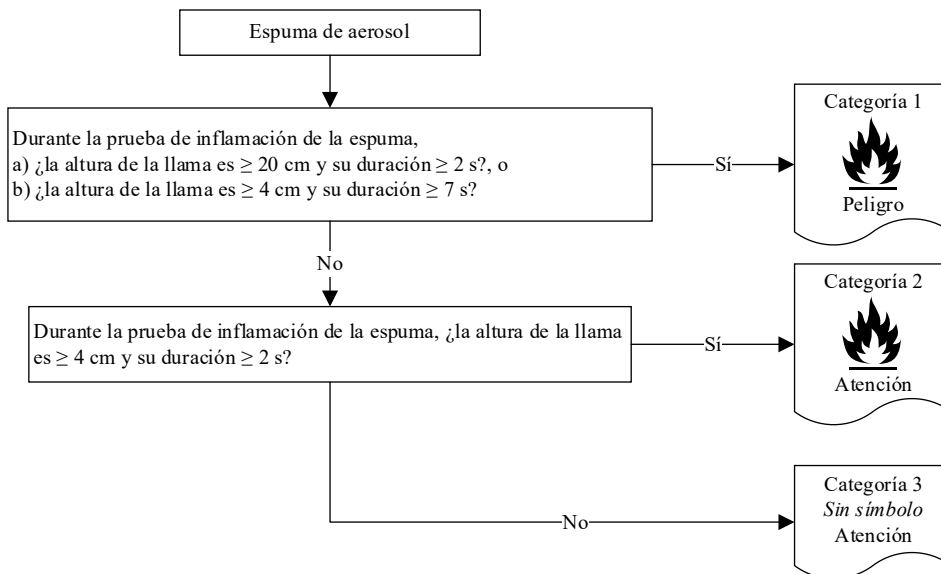 Espuma de aerosol
Durante la prueba de inflamación de la espuma,
a) ¿la altura de la llama es ≥ 20 cm y su duración ≥ 2 s?, o
b) ¿la altura de la llama es ≥ 4 cm y su duración ≥ 7 s?
Sí
Categoría 1
Peligro
No
Durante la prueba de inflamación de la espuma, ¿la altura de la llama
es ≥ 4 cm y su duración ≥ 2 s?
Sí
Categoría 2
Atención
No
Categoría 3
Sin símbolo
Atención